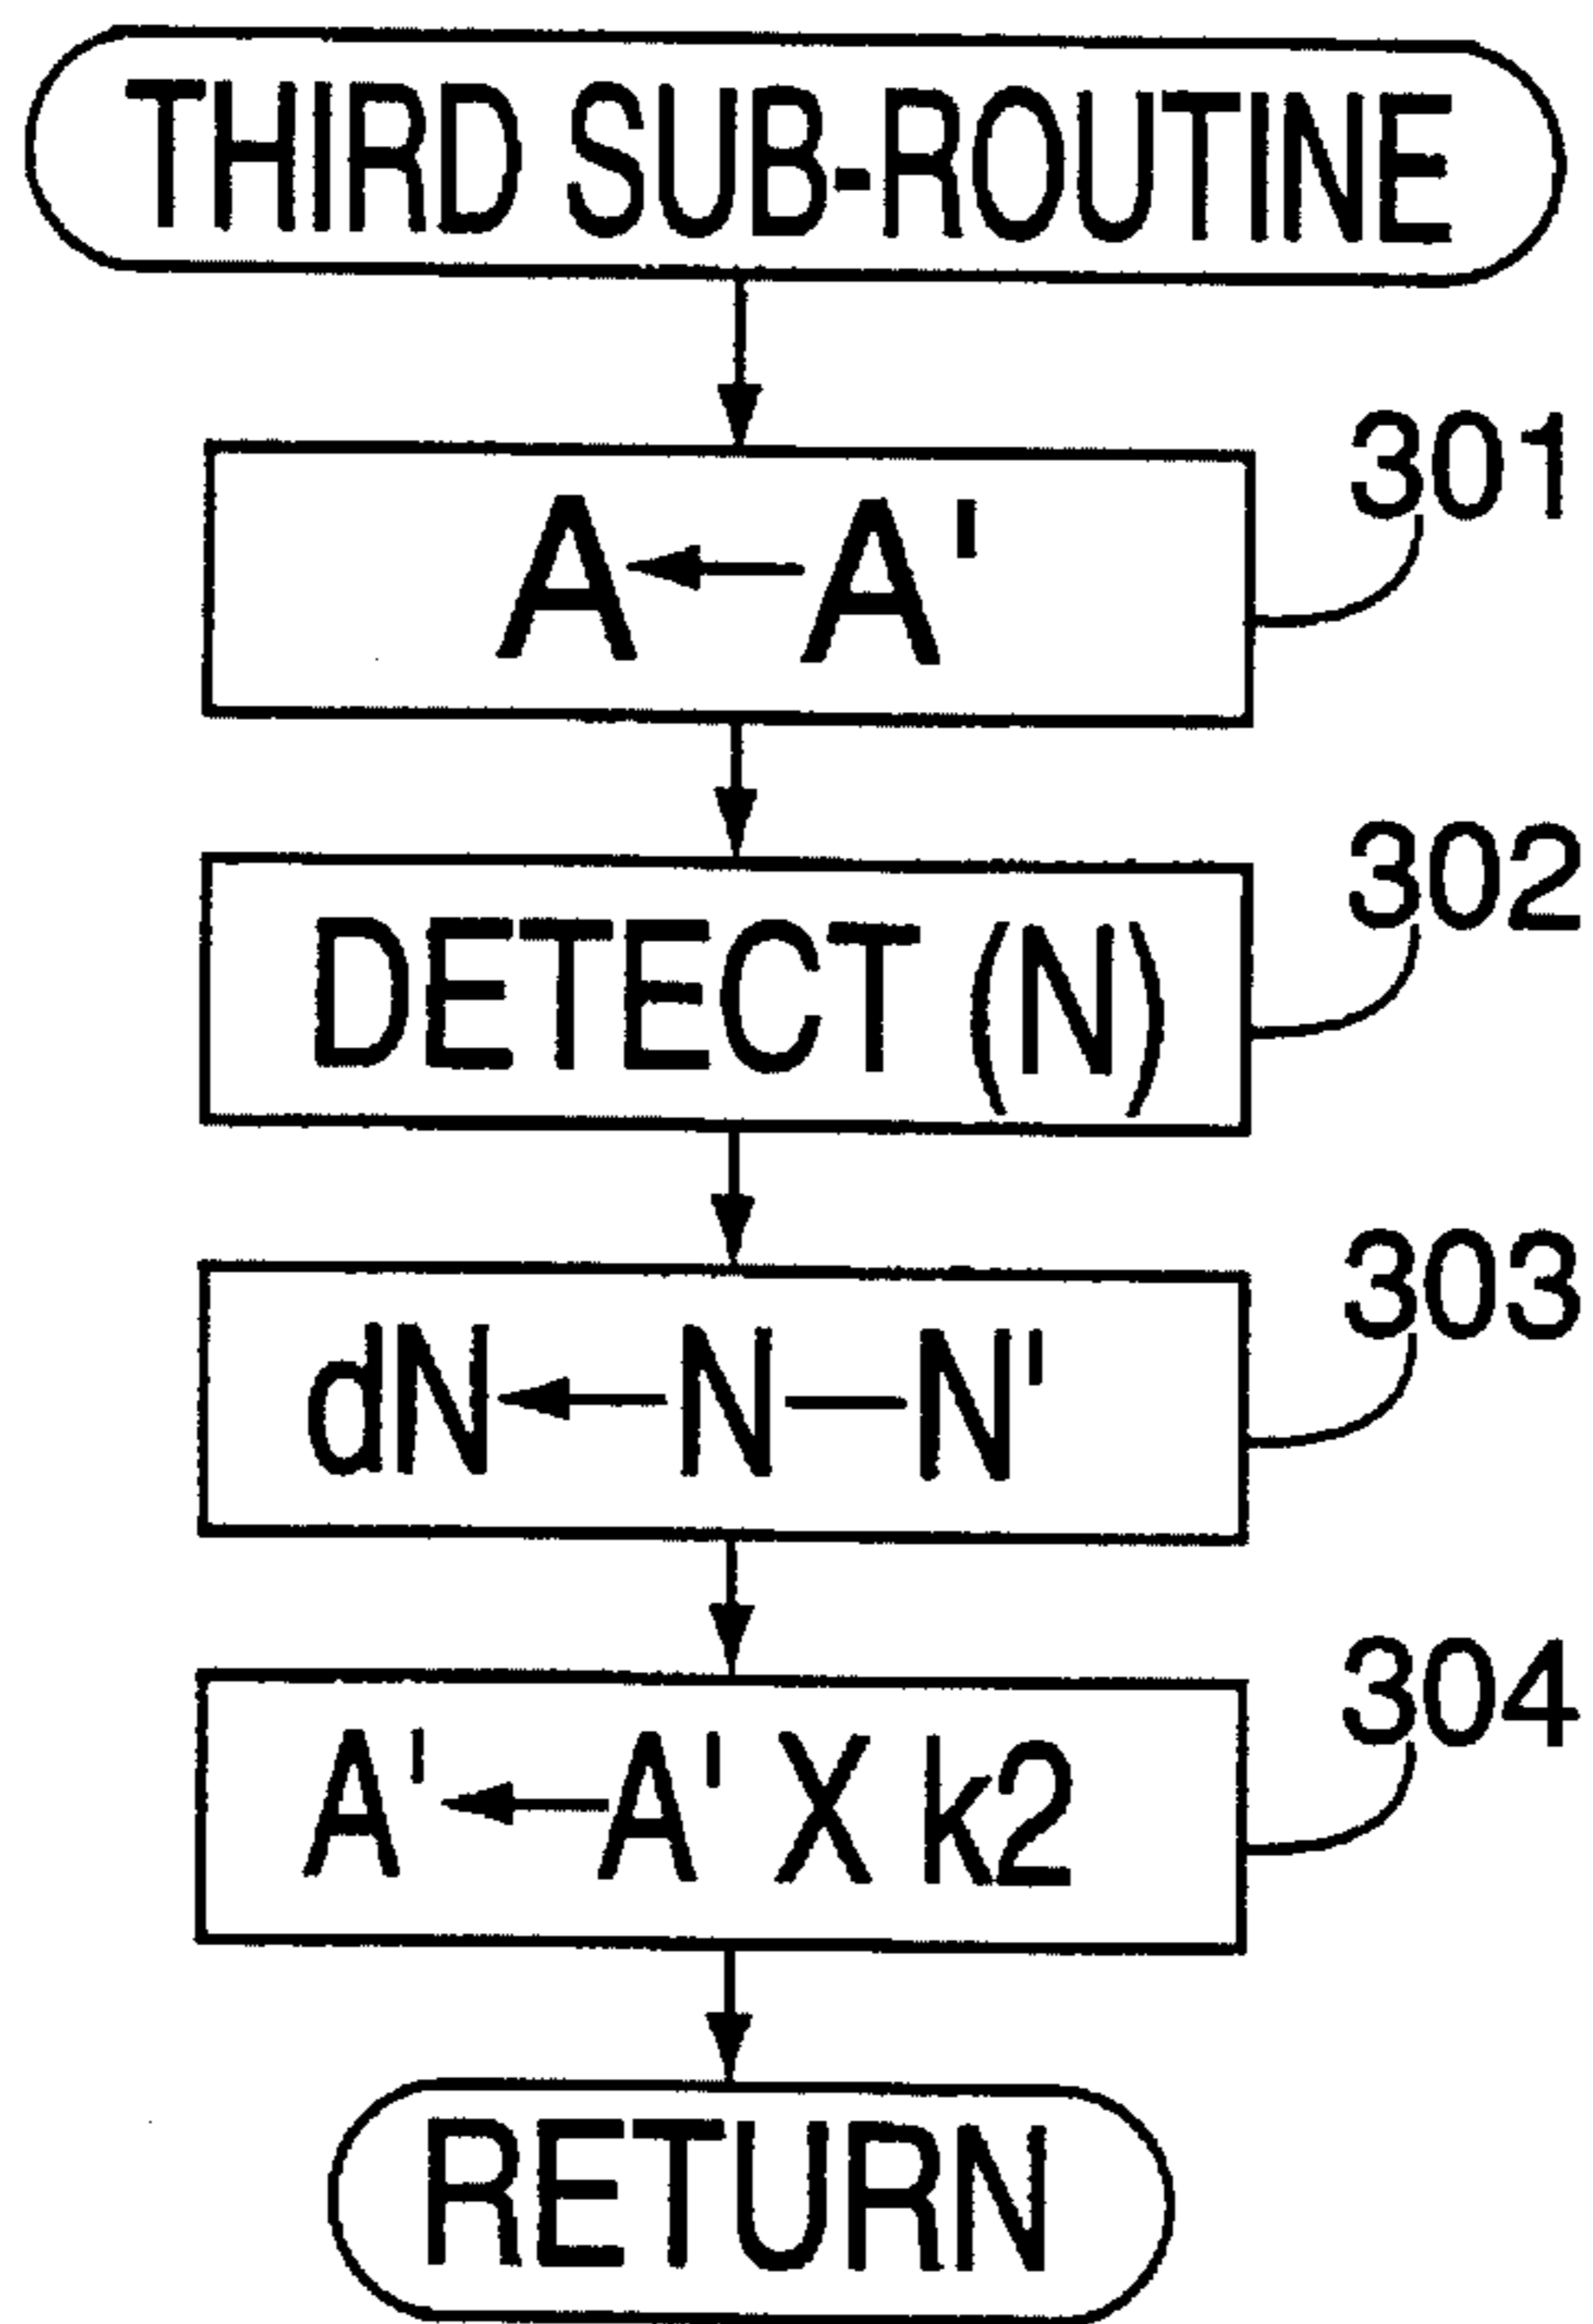 THIRD SUB-ROUTINE
301
A←A'
302
DETECT (N)
303
dN←N—N'
304
A'←A' X k2
RETURN